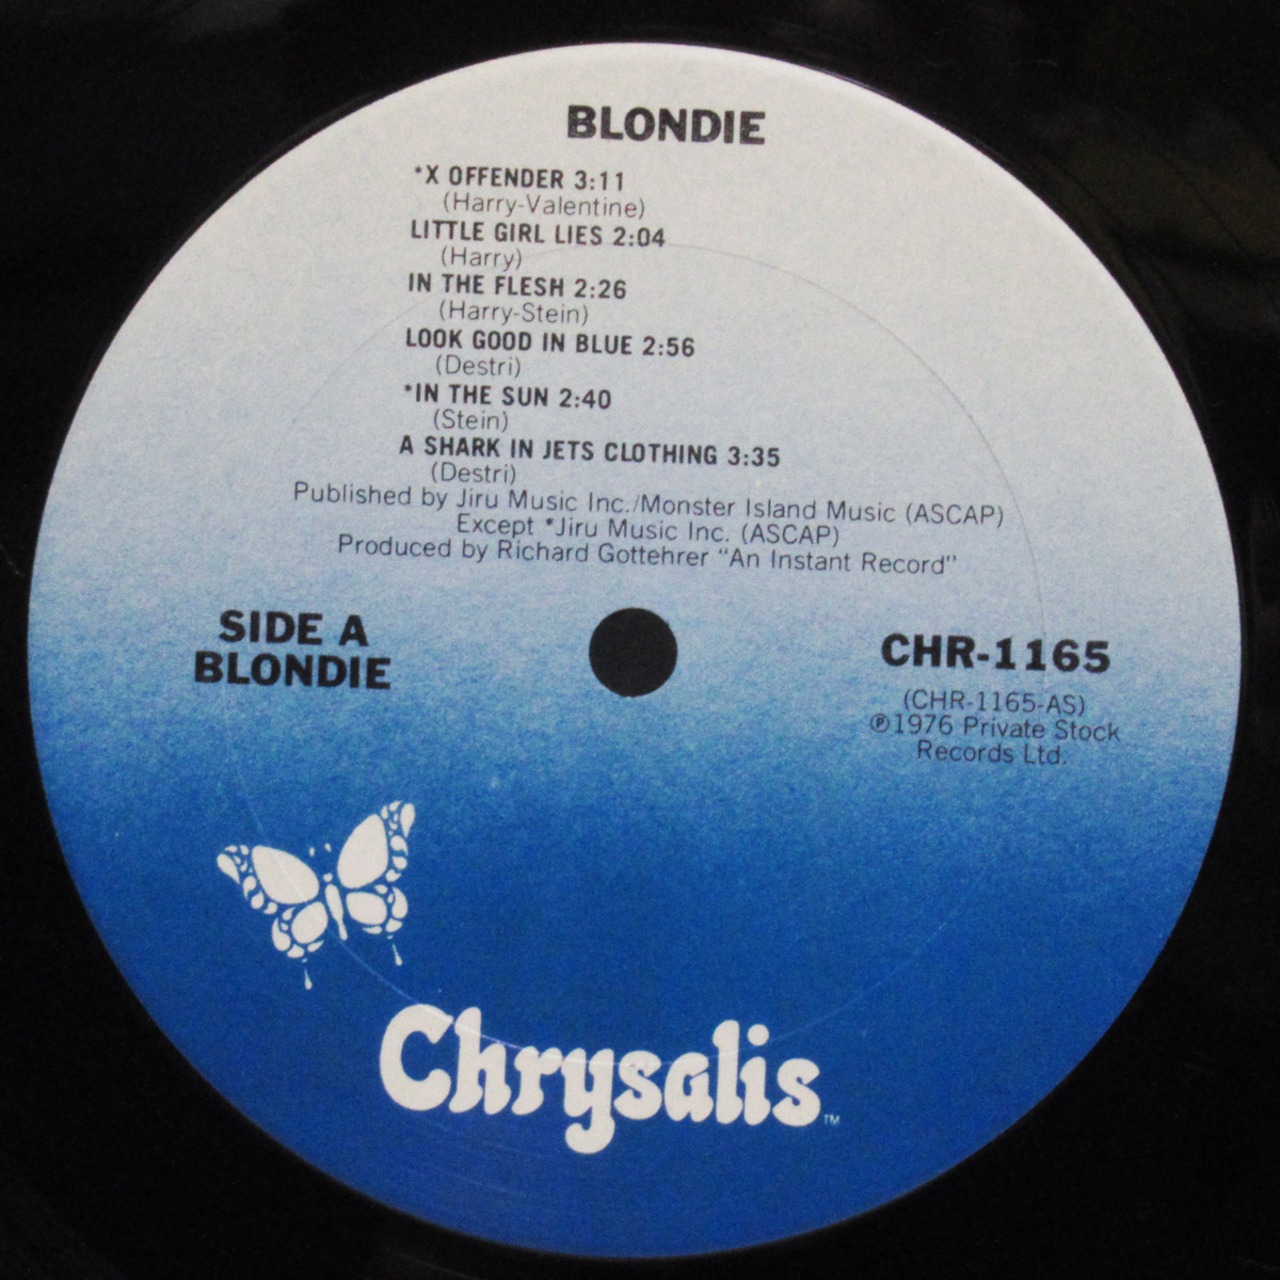 BLONDIE
*X OFFENDER 3:11
(Harry-Valentine)
LITTLE GIRL LIES 2:04
(Harry)
IN THE FLESH 2:26
(Harry-Stein)
LOOK GOOD IN BLUE 2:56
(Destri)
*IN THE SUN 2:40
(Stein)
A SHARK IN JETS CLOTHING 3:35
(Destri)
Published by Jiru Music Inc./Monster Island Music (ASCAP)
Except *Jiru Music Inc. (ASCAP)
Produced by Richard Gottehrer "An Instant Record"
SIDE A
BLONDIE
CHR-1165
(CHR-1165-AS)
℗1976 Private Stock
Records Ltd.
Chrysalis™